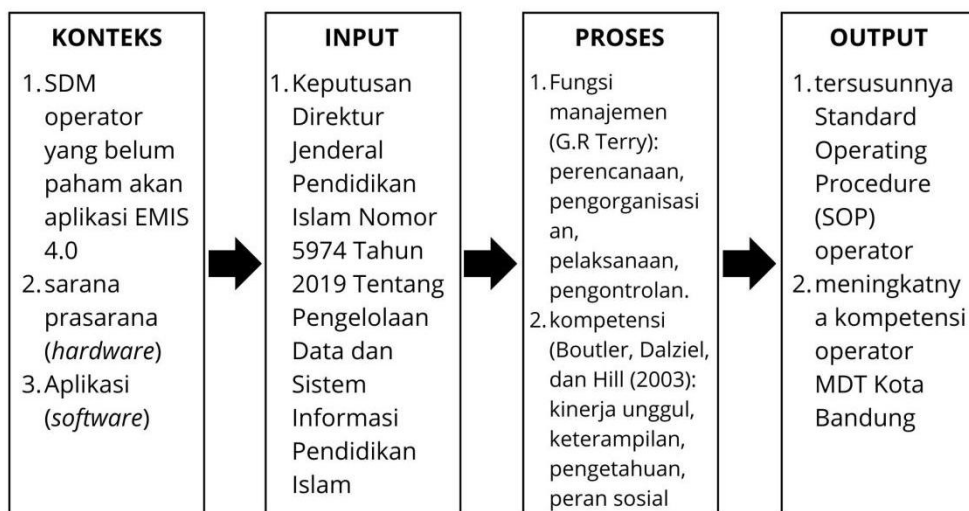 KONTEKS
1. SDM
operator
yang belum
paham akan
aplikasi EMIS
4.0
2. sarana
prasarana
(hardware)
3. Aplikasi
(software)
INPUT
1. Keputusan
Direktur
Jenderal
Pendidikan
Islam Nomor
5974 Tahun
2019 Tentang
Pengelolaan
Data dan
Sistem
Informasi
Pendidikan
Islam
PROSES
1. Fungsi
manajemen
(G.R Terry):
perencanaan,
pengorganisasi
an,
pelaksanaan,
pengontrolan.
2. kompetensi
(Boutler, Dalziel,
dan Hill (2003):
kinerja unggul,
keterampilan,
pengetahuan,
peran sosial
OUTPUT
1. tersusunnya
Standard
Operating
Procedure
(SOP)
operator
2. meningkatny
a kompetensi
operator
MDT Kota
Bandung